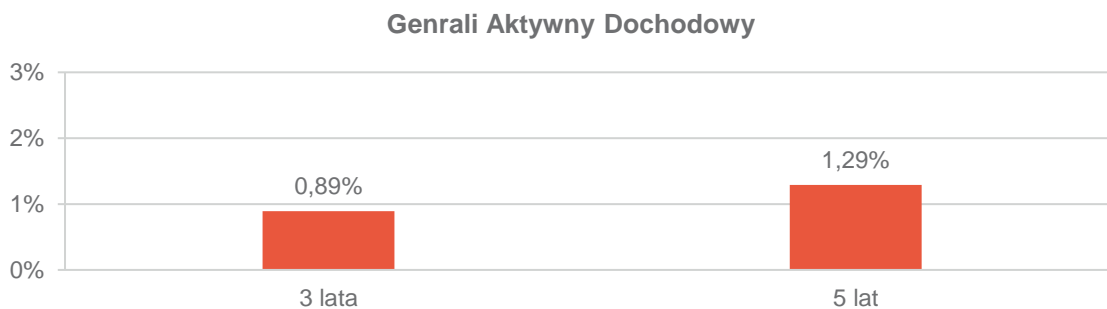 Genrali Aktywny Dochodowy
3%
2%
1,29%
0,89%
1%
0%
3 lata
5 lat